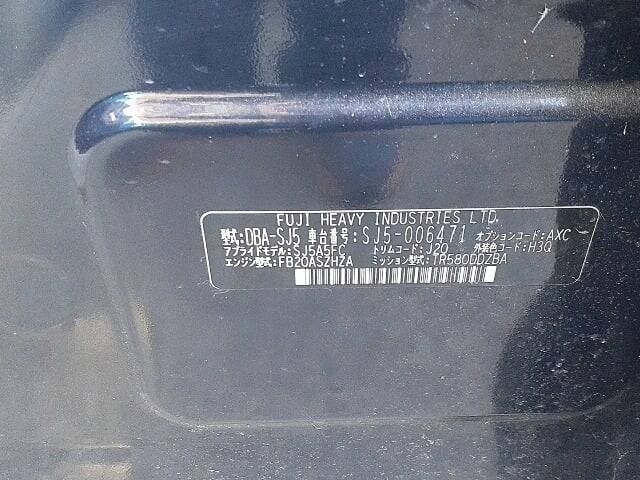 FUJI HEAVY INDUSTRIES LTD.
型式:DBA-SJ5 車台番号:SJ5-006471 オプションコード:AXC
アプライドモデル:SJ5A5FC トリムコード:J20 外装色コード:H3Q
エンジン型式:FB20ASZHZA ミッション型式:TR580DDZBA